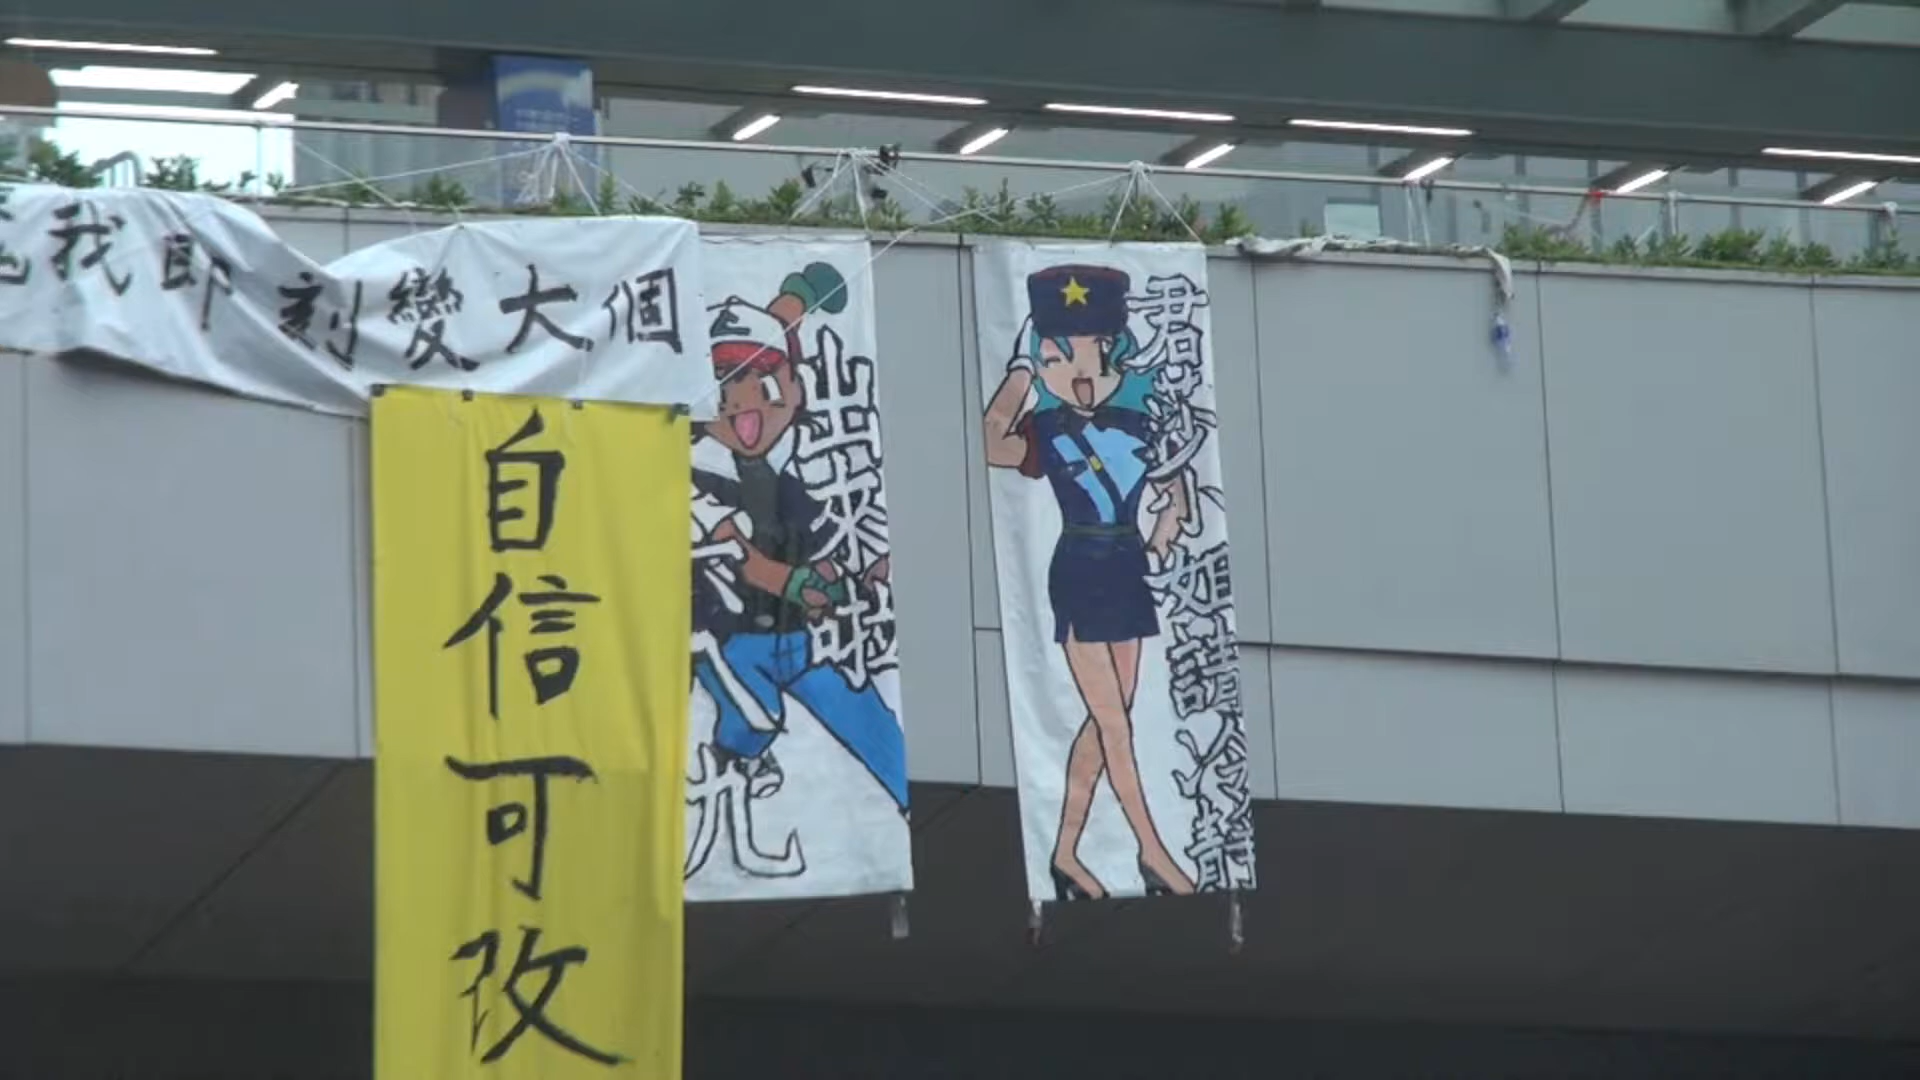 我即刻變大個
自信可改
出來啦
君莎小姐請冷靜